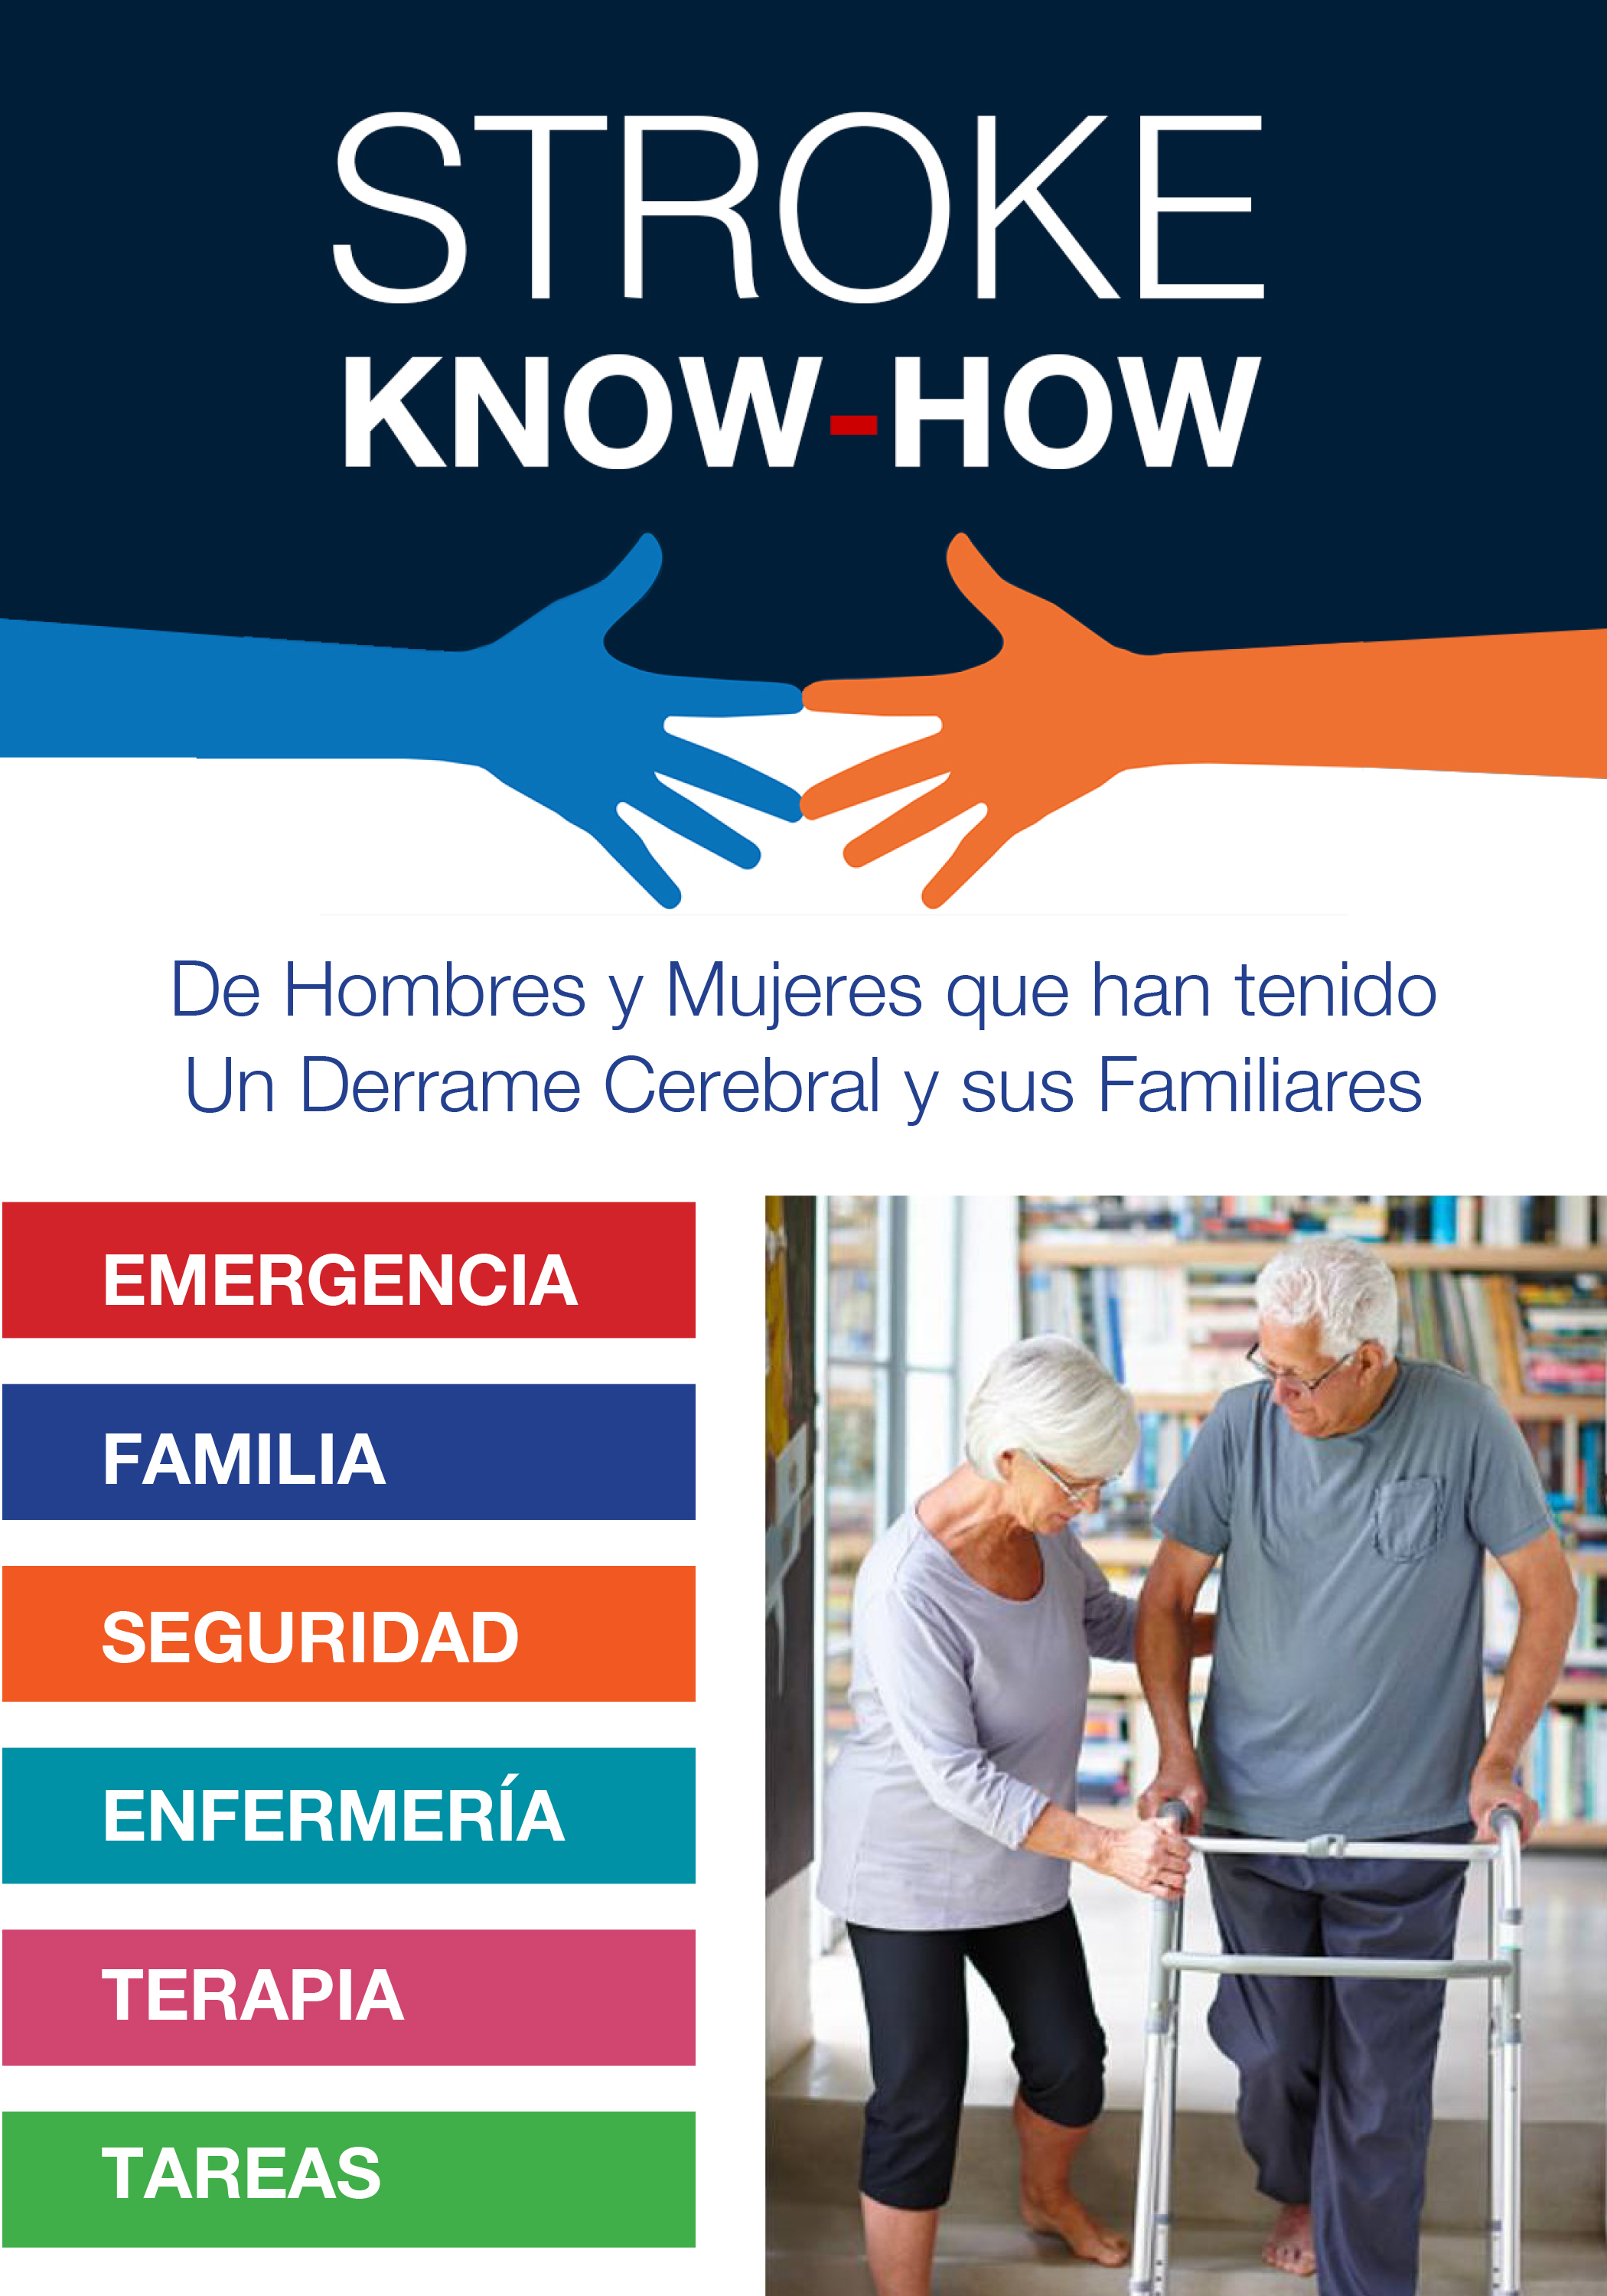 STROKE
KNOW-HOW
De Hombres y Mujeres que han tenido
Un Derrame Cerebral y sus Familiares
EMERGENCIA
FAMILIA
SEGURIDAD
ENFERMERÍA
TERAPIA
TAREAS